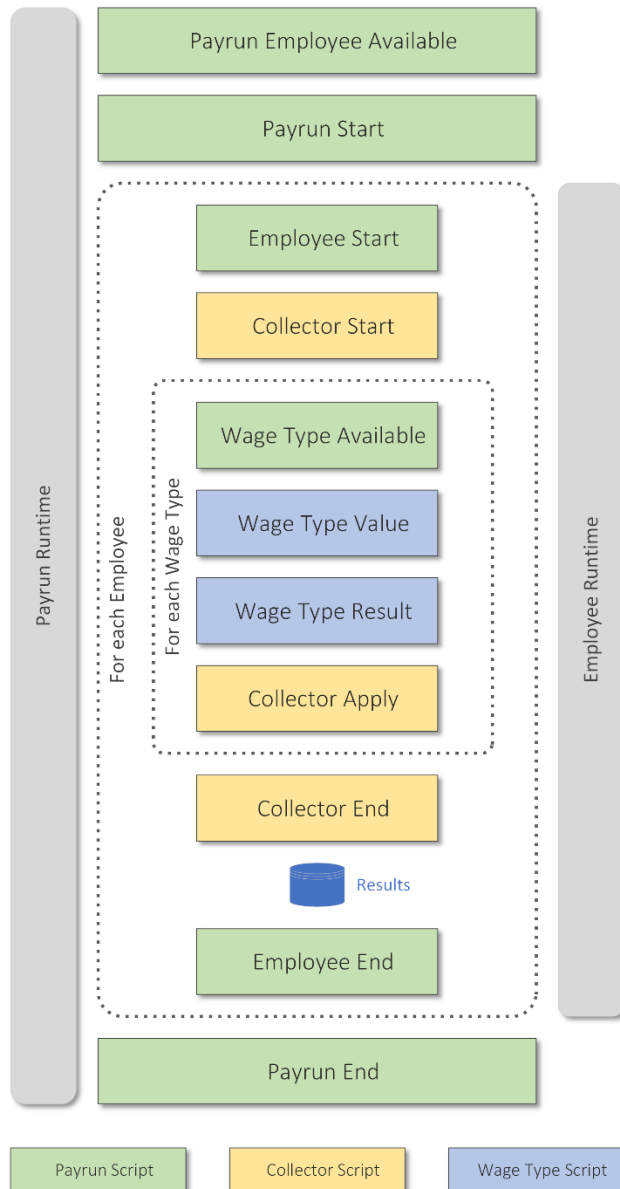 Payrun Employee Available
Payrun Start
Employee Start
Collector Start
Wage Type Available
Wage Type Value
Wage Type Result
Collector Apply
Collector End
Results
Employee End
Payrun End
Payrun Runtime
For each Employee
For each Wage Type
Employee Runtime
Payrun Script
Collector Script
Wage Type Script